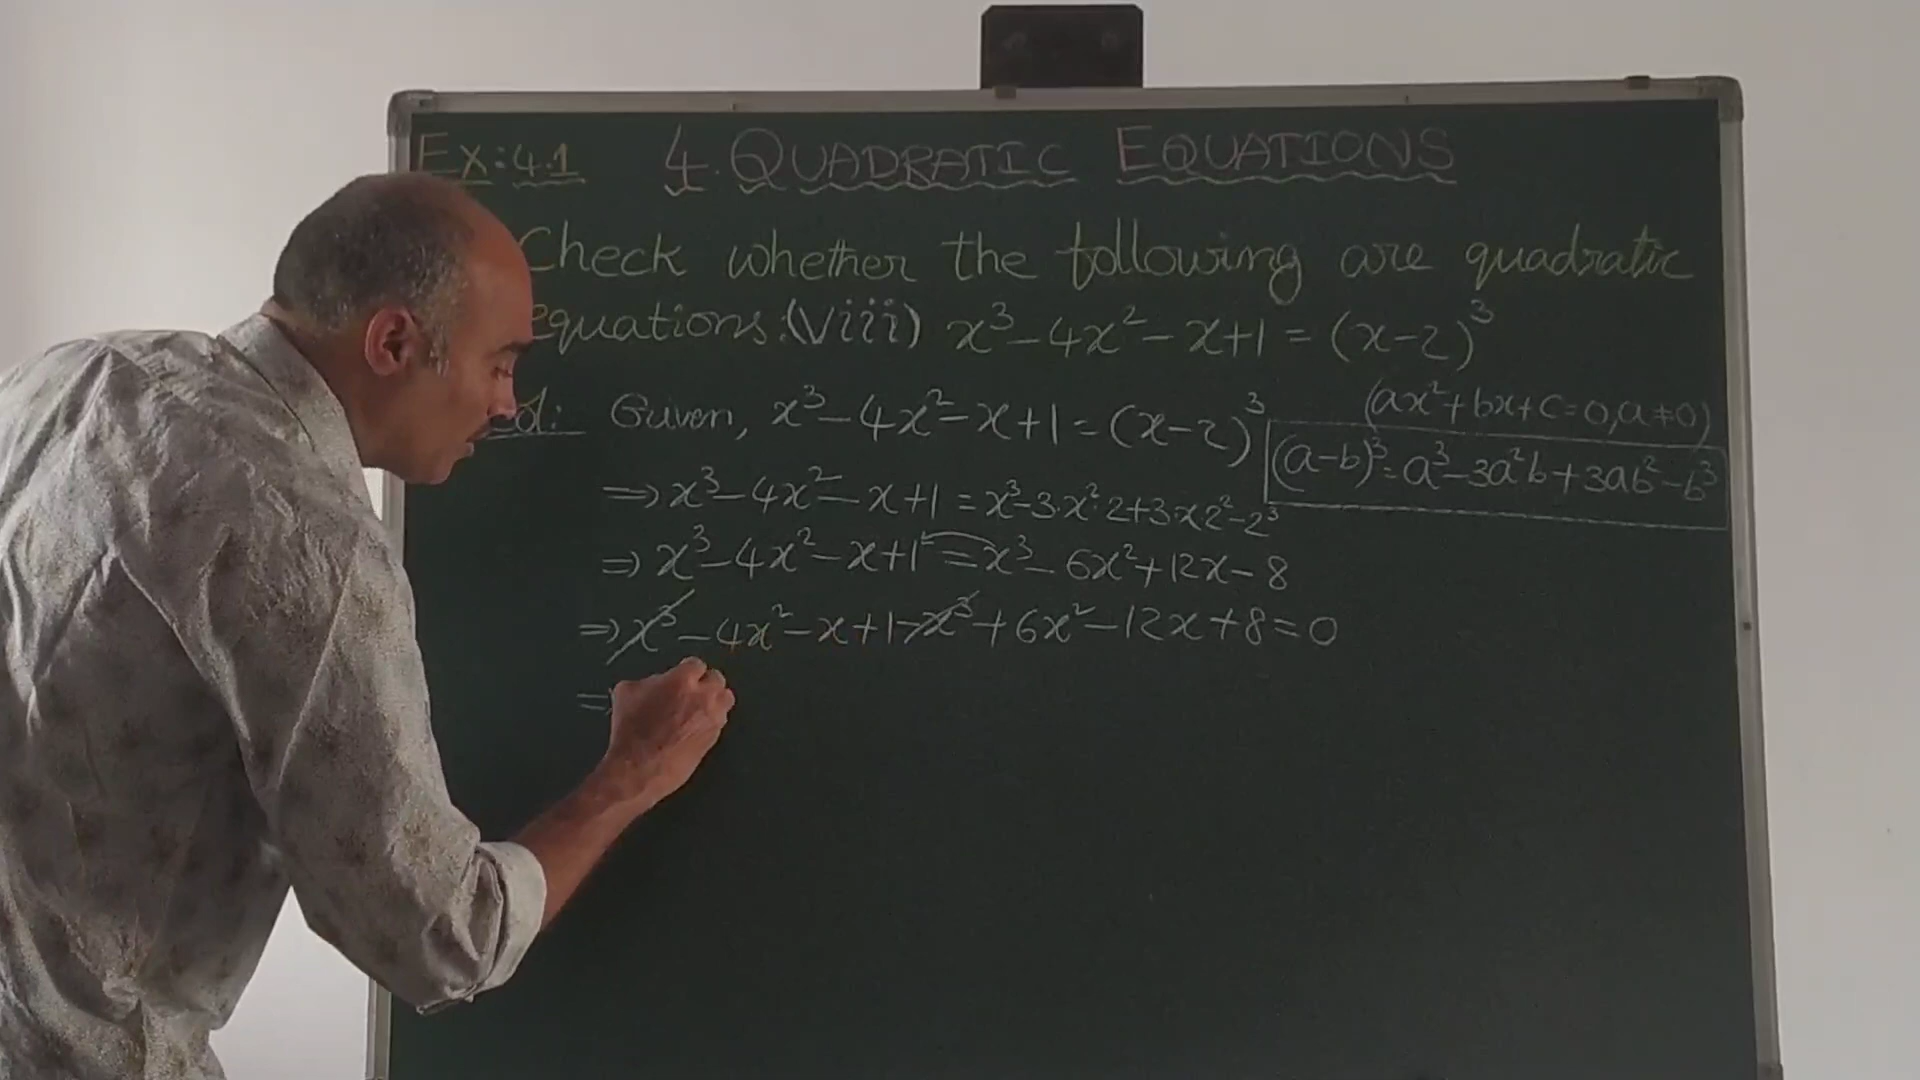 Ex: 4.1 4. QUADRATIC EQUATIONS
Check whether the following are quadratic
equations: (viii) x³-4x²-x+1 = (x-2)³
Given, x³-4x²-x+1 = (x-2)³
(ax²+bx+c=0, a≠0)
(a-b)³ = a³-3a²b+3ab²-b³
⇒ x³-4x²-x+1 = x³-3·x²·2+3·x2²-2³
⇒ x³-4x²-x+1 = x³-6x²+12x-8
⇒ x³-4x²-x+1-x³+6x²-12x+8=0
⇒